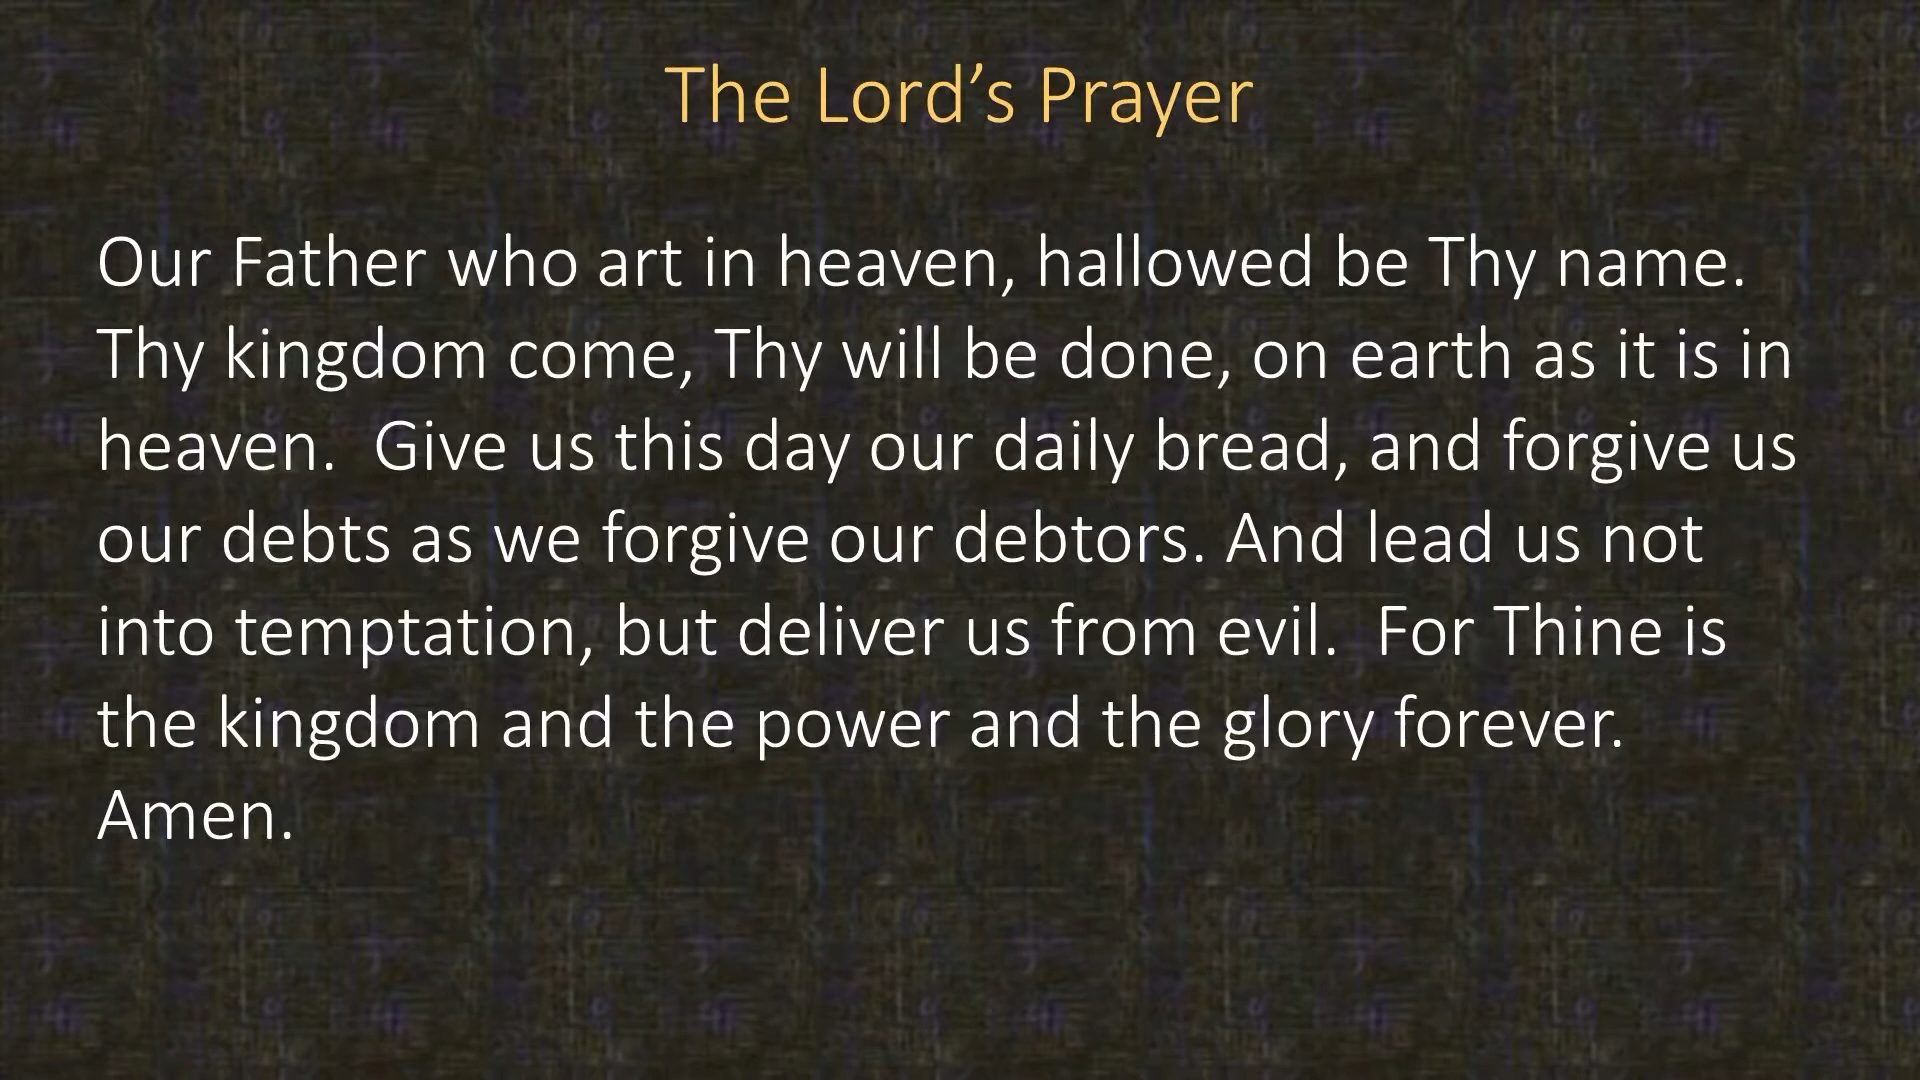 The Lord’s Prayer
Our Father who art in heaven, hallowed be Thy name.
Thy kingdom come, Thy will be done, on earth as it is in
heaven.  Give us this day our daily bread, and forgive us
our debts as we forgive our debtors. And lead us not
into temptation, but deliver us from evil.  For Thine is
the kingdom and the power and the glory forever.
Amen.